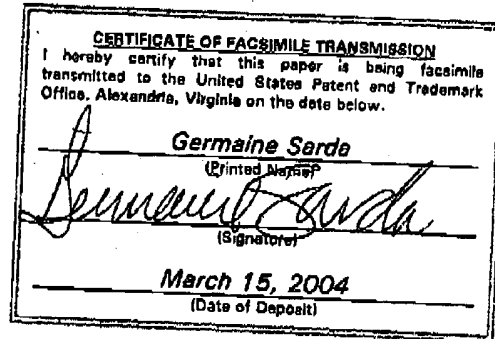 CERTIFICATE OF FACSIMILE TRANSMISSION
I hereby certify that this paper is being facsimile
transmitted to the United States Patent and Trademark
Office, Alexandria, Virginia on the date below.
Germaine Sarda
(Printed Name)
Germaine Sarda
(Signature)
March 15, 2004
(Date of Deposit)